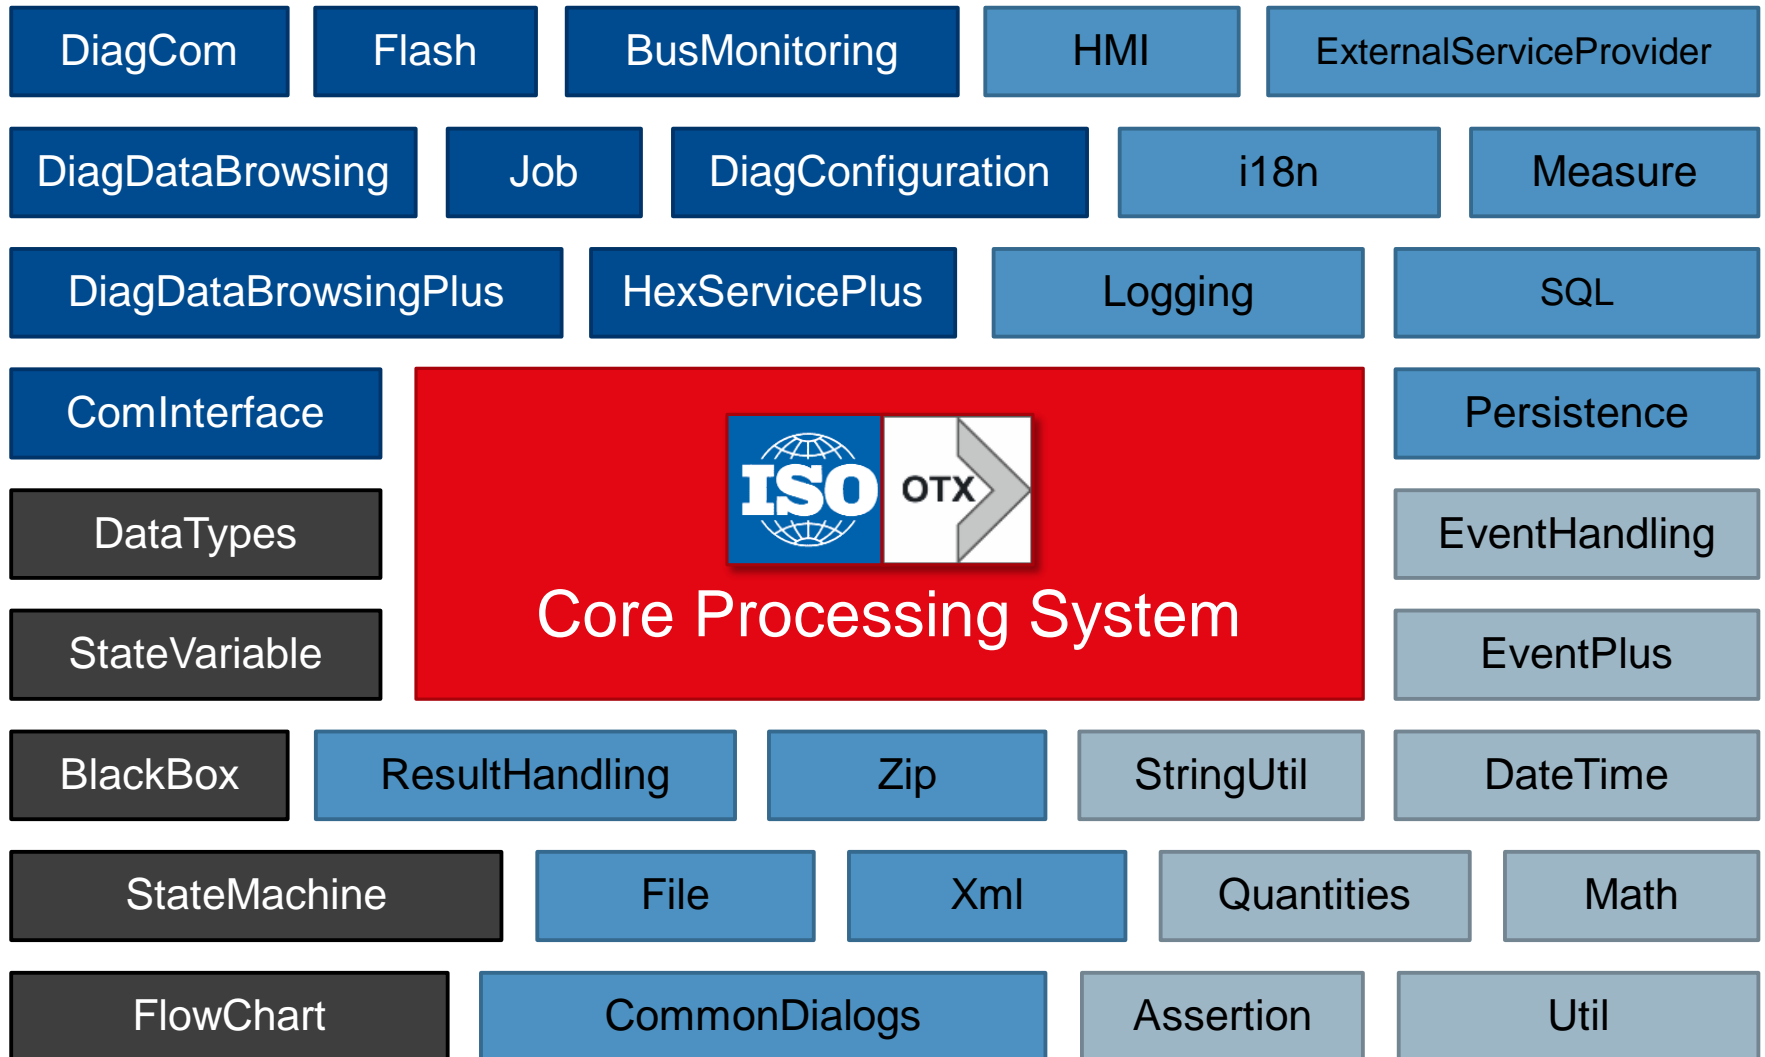 DiagCom
Flash
BusMonitoring
HMI
ExternalServiceProvider
DiagDataBrowsing
Job
DiagConfiguration
i18n
Measure
DiagDataBrowsingPlus
HexServicePlus
Logging
SQL
ComInterface
ISO
OTX
Core Processing System
Persistence
DataTypes
EventHandling
StateVariable
EventPlus
BlackBox
ResultHandling
Zip
StringUtil
DateTime
StateMachine
File
Xml
Quantities
Math
FlowChart
CommonDialogs
Assertion
Util